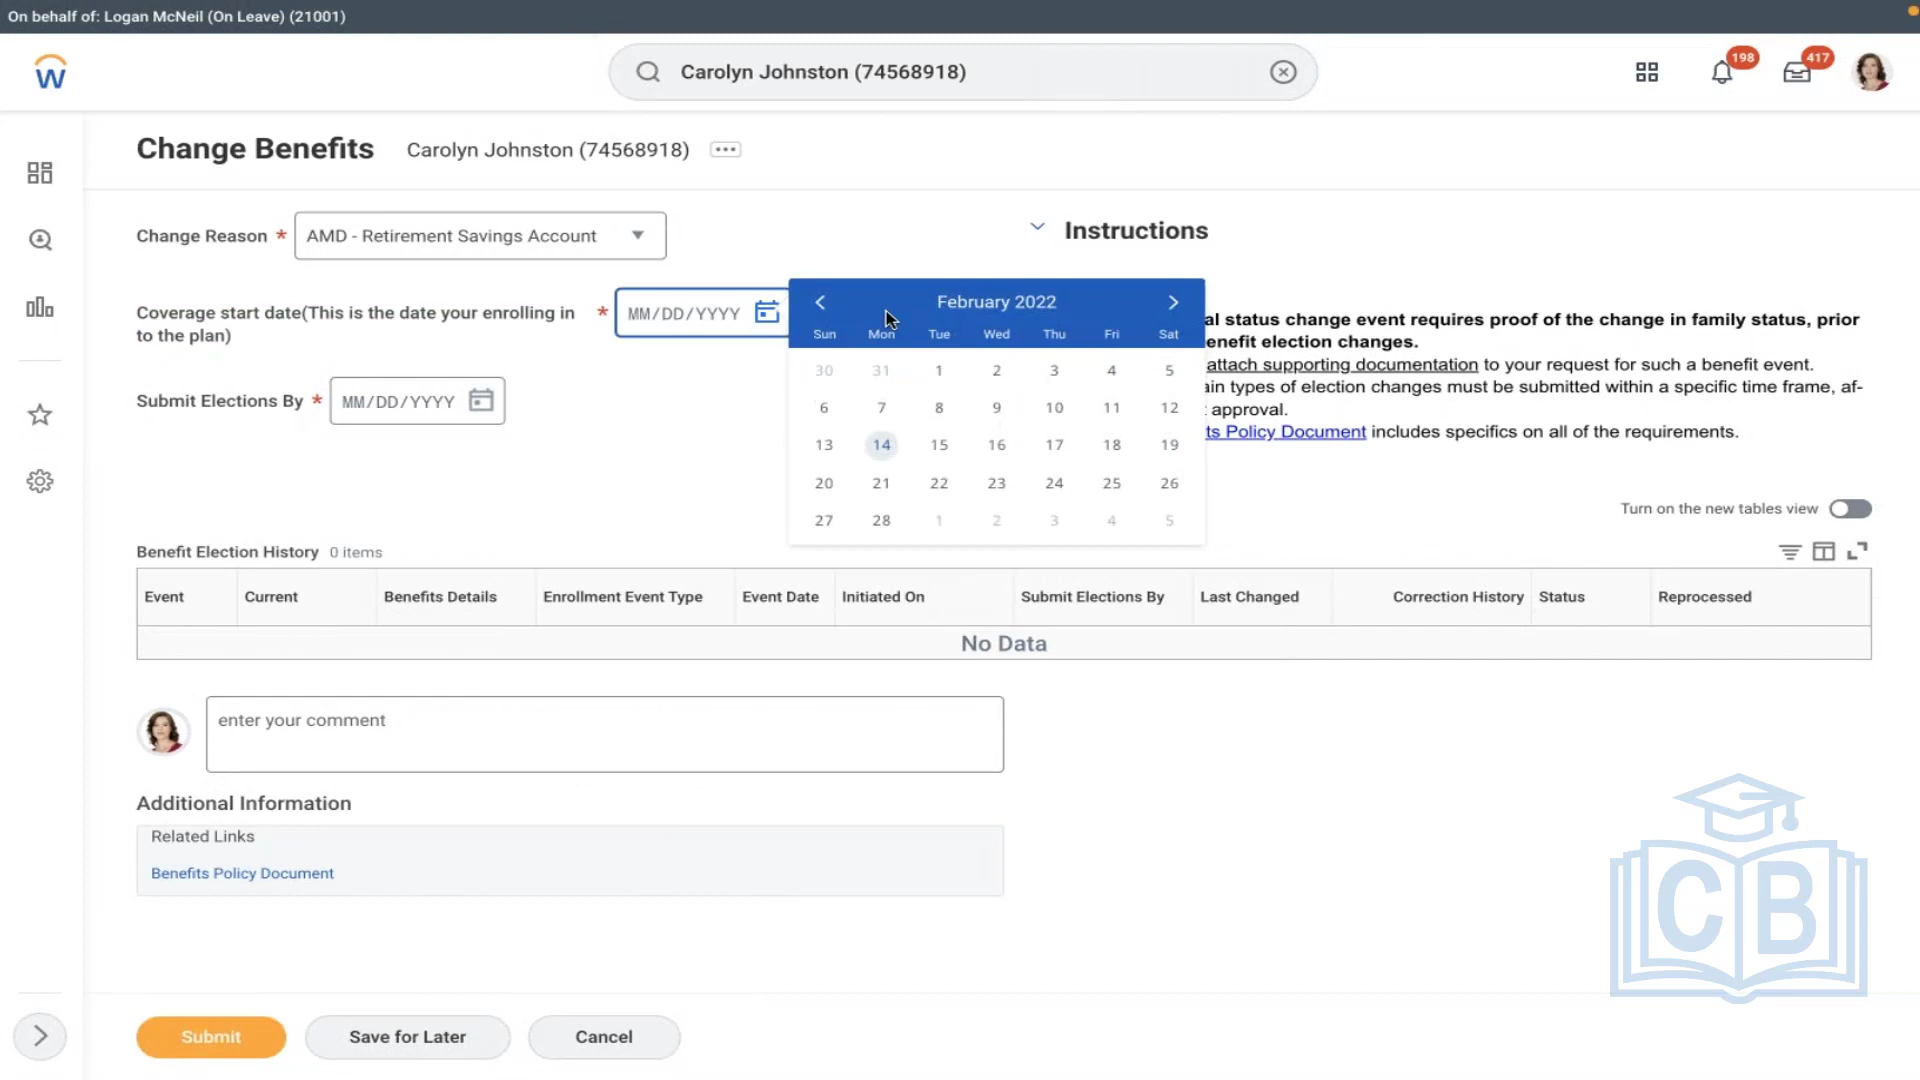 On behalf of: Logan McNeil (On Leave) (21001)
W
Carolyn Johnston (74568918)
198
417
Change Benefits
Carolyn Johnston (74568918)
Change Reason *
AMD - Retirement Savings Account
Instructions
Coverage start date(This is the date your enrolling in
to the plan)
*
MM/DD/YYYY
February 2022
Sun Mon Tue Wed Thu Fri Sat
30 31 1 2 3 4 5
6 7 8 9 10 11 12
13 14 15 16 17 18 19
20 21 22 23 24 25 26
27 28 1 2 3 4 5
al status change event requires proof of the change in family status, prior
enefit election changes.
attach supporting documentation to your request for such a benefit event.
ain types of election changes must be submitted within a specific time frame, af-
approval.
ts Policy Document includes specifics on all of the requirements.
Submit Elections By *
MM/DD/YYYY
Turn on the new tables view
Benefit Election History 0 items
Event Current Benefits Details Enrollment Event Type Event Date Initiated On Submit Elections By Last Changed Correction History Status Reprocessed
No Data
enter your comment
Additional Information
Related Links
Benefits Policy Document
CB
Submit
Save for Later
Cancel